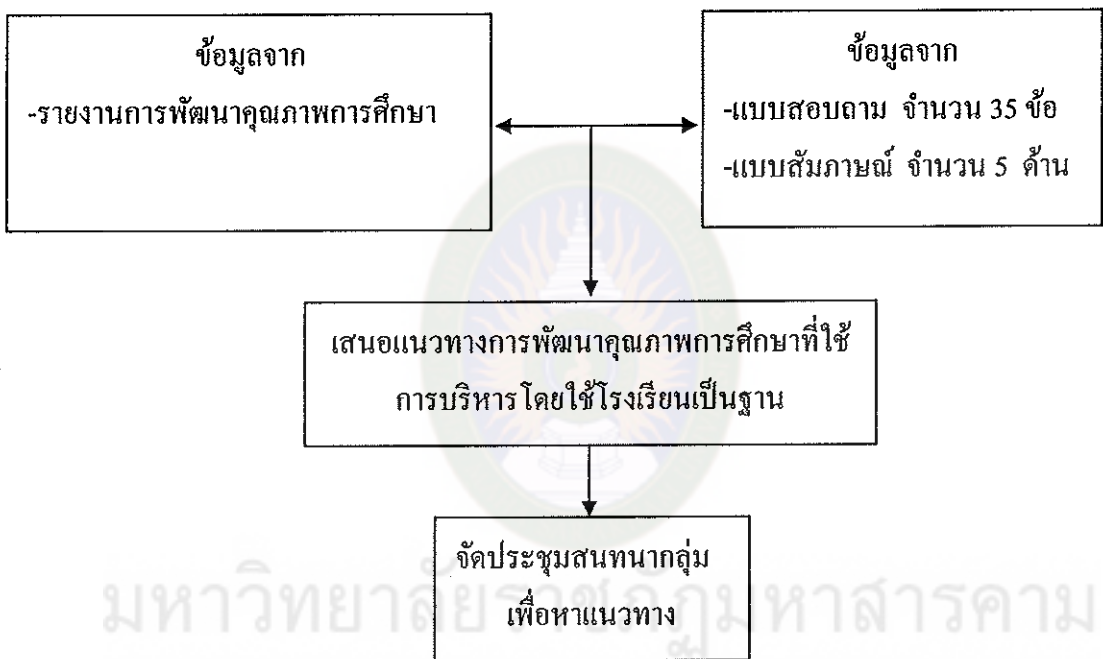 ข้อมูลจาก
-รายงานการพัฒนาคุณภาพการศึกษา
ข้อมูลจาก
-แบบสอบถาม จำนวน 35 ข้อ
-แบบสัมภาษณ์ จำนวน 5 ด้าน
เสนอแนวทางการพัฒนาคุณภาพการศึกษาที่ใช้
การบริหารโดยใช้โรงเรียนเป็นฐาน
จัดประชุมสนทนากลุ่ม
เพื่อหาแนวทาง
มหาวิทยาลัยราชภัฏมหาสารคาม